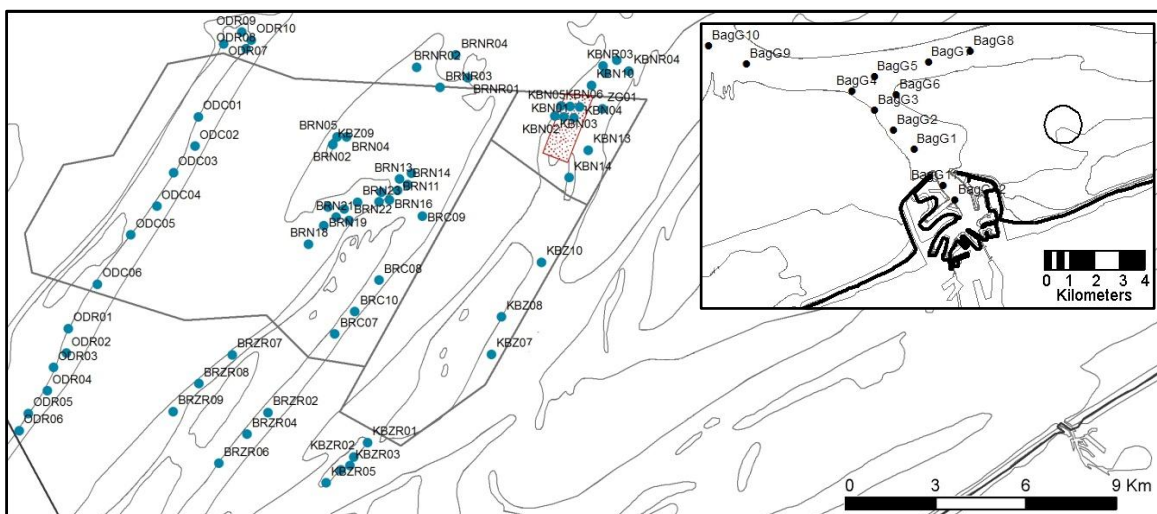 ODR09
ODR10
ODR08
ODR07
BRNR04
BRNR02
BRNR03
BRNR01
KBNR03
KBNR04
KBN10
KBN05
KBN06
ZG01
KBN01
KBN04
KBN03
KBN02
KBN13
KBN14
ODC01
ODC02
ODC03
ODC04
ODC05
ODC06
BRN05
KBZ09
BRN04
BRN02
BRN13
BRN14
BRN23
BRN11
BRN21
BRN16
BRN22
BRN19
BRN18
BRC09
BRC08
BRC10
BRC07
KBZ10
KBZ08
KBZ07
ODR01
ODR02
ODR03
ODR04
ODR05
ODR06
BRZR07
BRZR08
BRZR09
BRZR02
BRZR04
BRZR06
KBZR01
KBZR02
KBZR03
KBZR05
BagG10
BagG9
BagG8
BagG7
BagG5
BagG4
BagG6
BagG3
BagG2
BagG1
0 1 2 4
Kilometers
0 3 6 9 Km